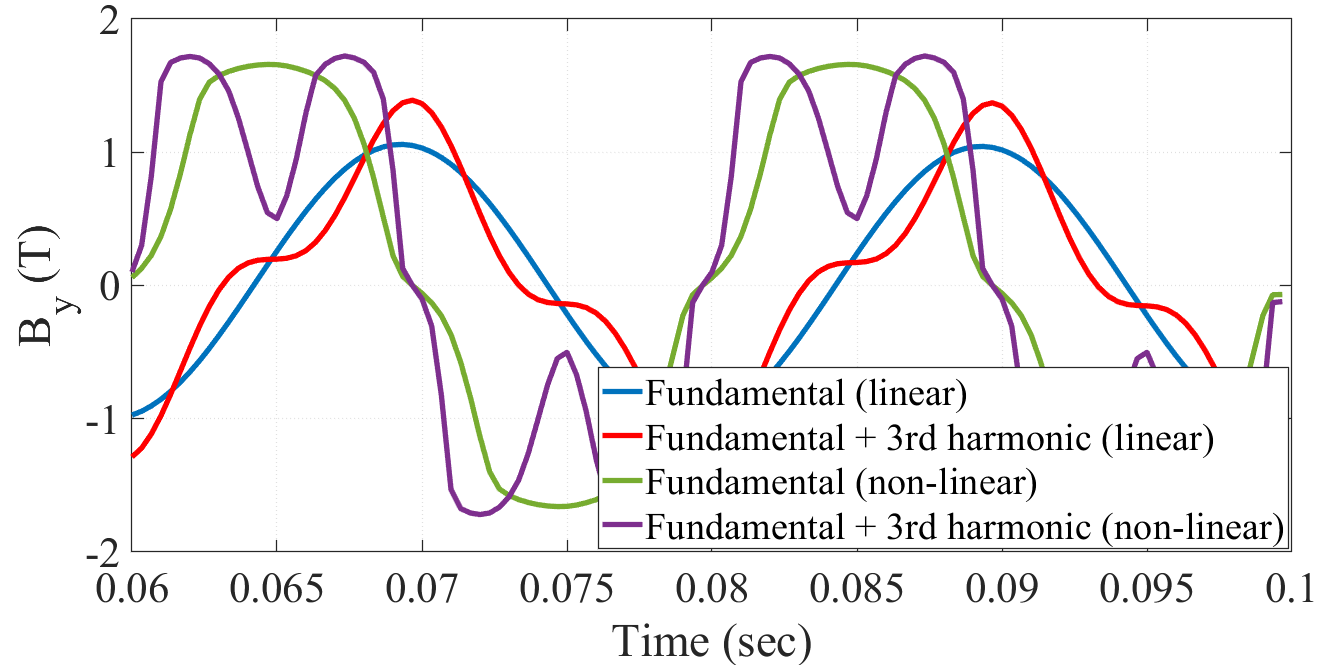 2
1
0
-1
-2
B_y (T)
Fundamental (linear)
Fundamental + 3rd harmonic (linear)
Fundamental (non-linear)
Fundamental + 3rd harmonic (non-linear)
0.06 0.065 0.07 0.075 0.08 0.085 0.09 0.095 0.1
Time (sec)